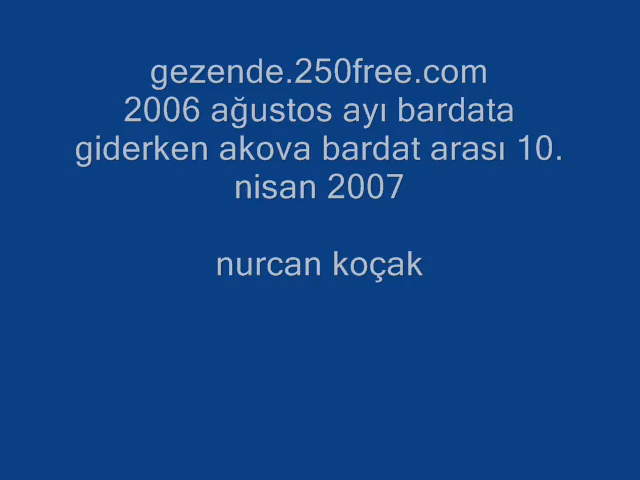 gezende.250free.com
2006 ağustos ayı bardata
giderken akova bardat arası 10.
nisan 2007
nurcan koçak